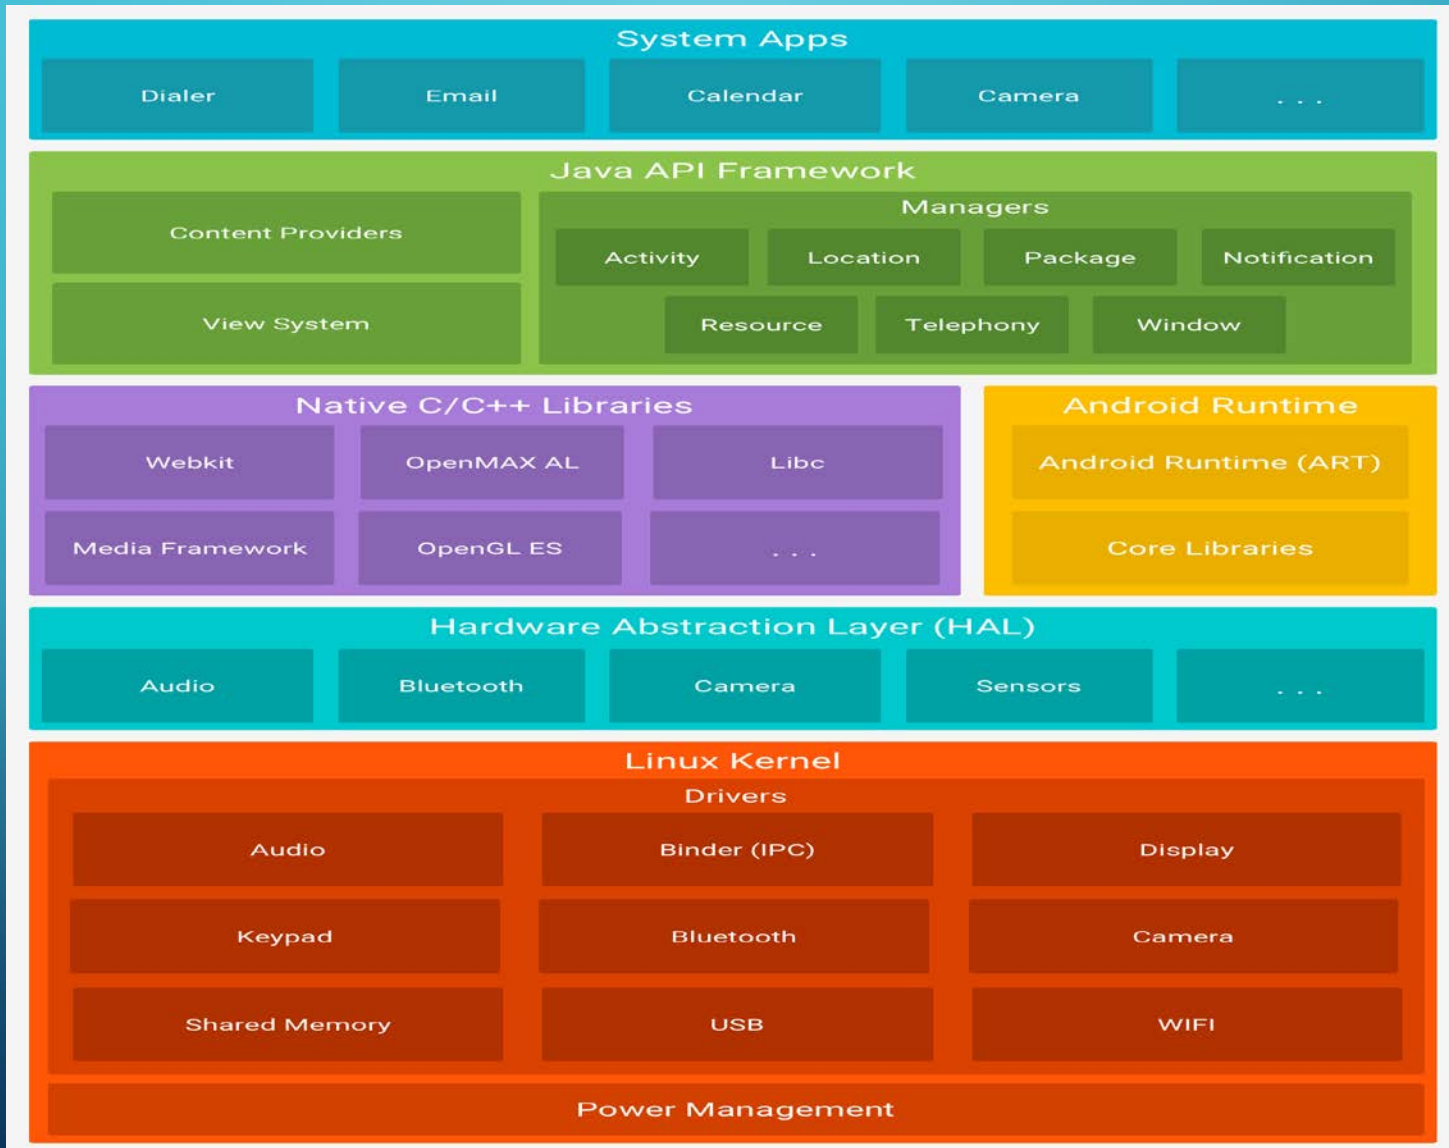 System Apps
Dialer Email Calendar Camera . . .
Java API Framework
Content Providers
View System
Managers
Activity Location Package Notification
Resource Telephony Window
Native C/C++ Libraries
Webkit OpenMAX AL Libc
Media Framework OpenGL ES . . .
Android Runtime
Android Runtime (ART)
Core Libraries
Hardware Abstraction Layer (HAL)
Audio Bluetooth Camera Sensors . . .
Linux Kernel
Drivers
Audio Binder (IPC) Display
Keypad Bluetooth Camera
Shared Memory USB WIFI
Power Management